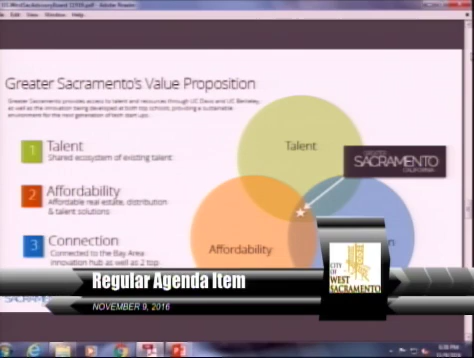 Edit View Window Help
Greater Sacramento's Value Proposition
Greater Sacramento provides access to talent and resources through UC Davis and UC Berkeley,
as well as the innovation being developed at both top schools, providing a sustainable
environment for the next generation of tech start ups.
1 Talent
Shared ecosystem of existing talent
2 Affordability
Affordable real estate, distribution
& talent solutions
3 Connection
Connected to the Bay Area
innovation hub as well as 2 top
Talent
GREATER
SACRAMENTO
CALIFORNIA
Affordability
Regular Agenda Item
NOVEMBER 9, 2016
CITY
OF
WEST
SACRAMENTO